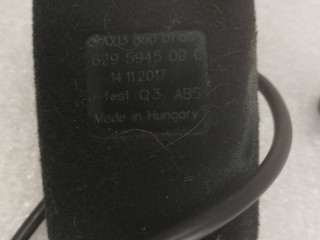 629 5945 00 C
14 11 2017
test Q3 ABS
Made in Hungary